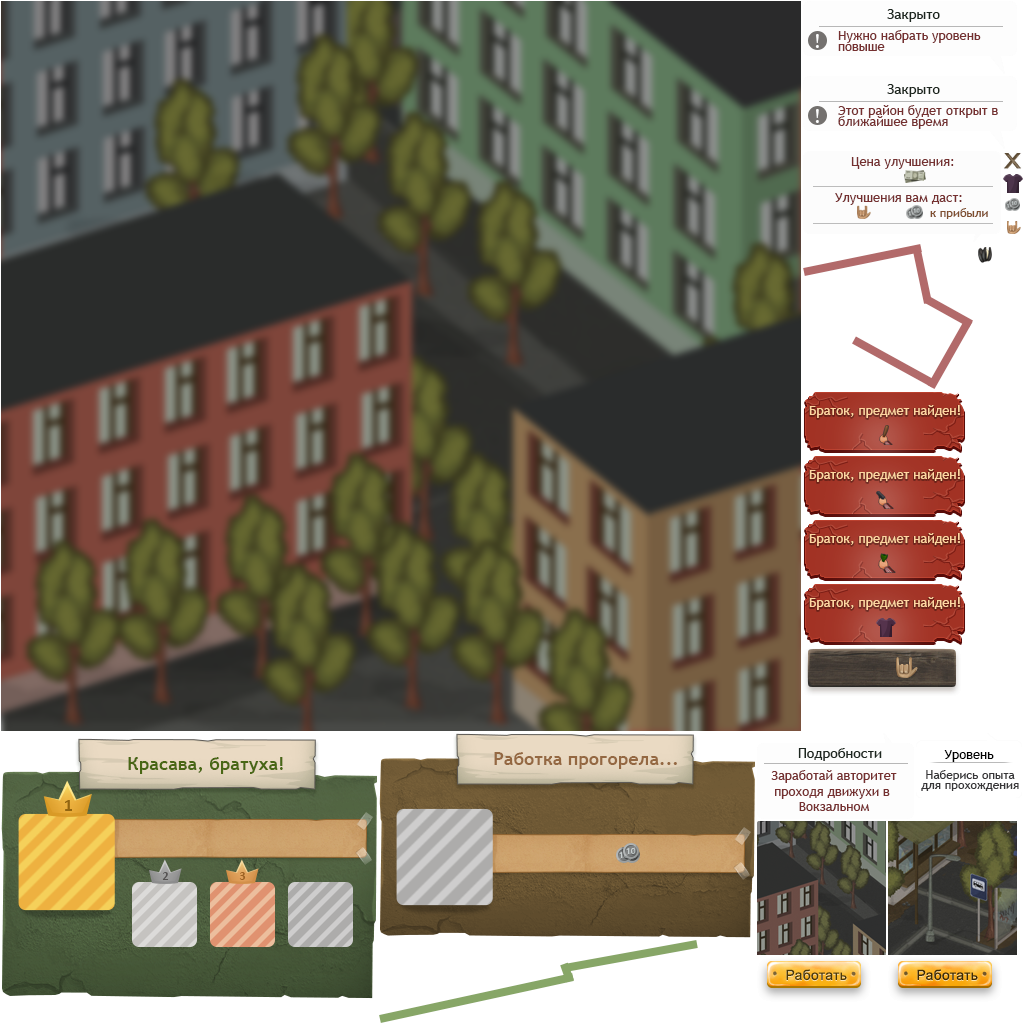 Закрыто
Нужно набрать уровень
повыше
Закрыто
Этот район будет открыт в
ближайшее время
Цена улучшения:
Улучшения вам даст:
к прибыли
Браток, предмет найден!
Браток, предмет найден!
Браток, предмет найден!
Браток, предмет найден!
Красава, братуха!
1
2
3
Работка прогорела...
10
Подробности
Заработай авторитет
проходя движухи в
Вокзальном
Работать
Уровень
Наберись опыта
для прохождения
Работать